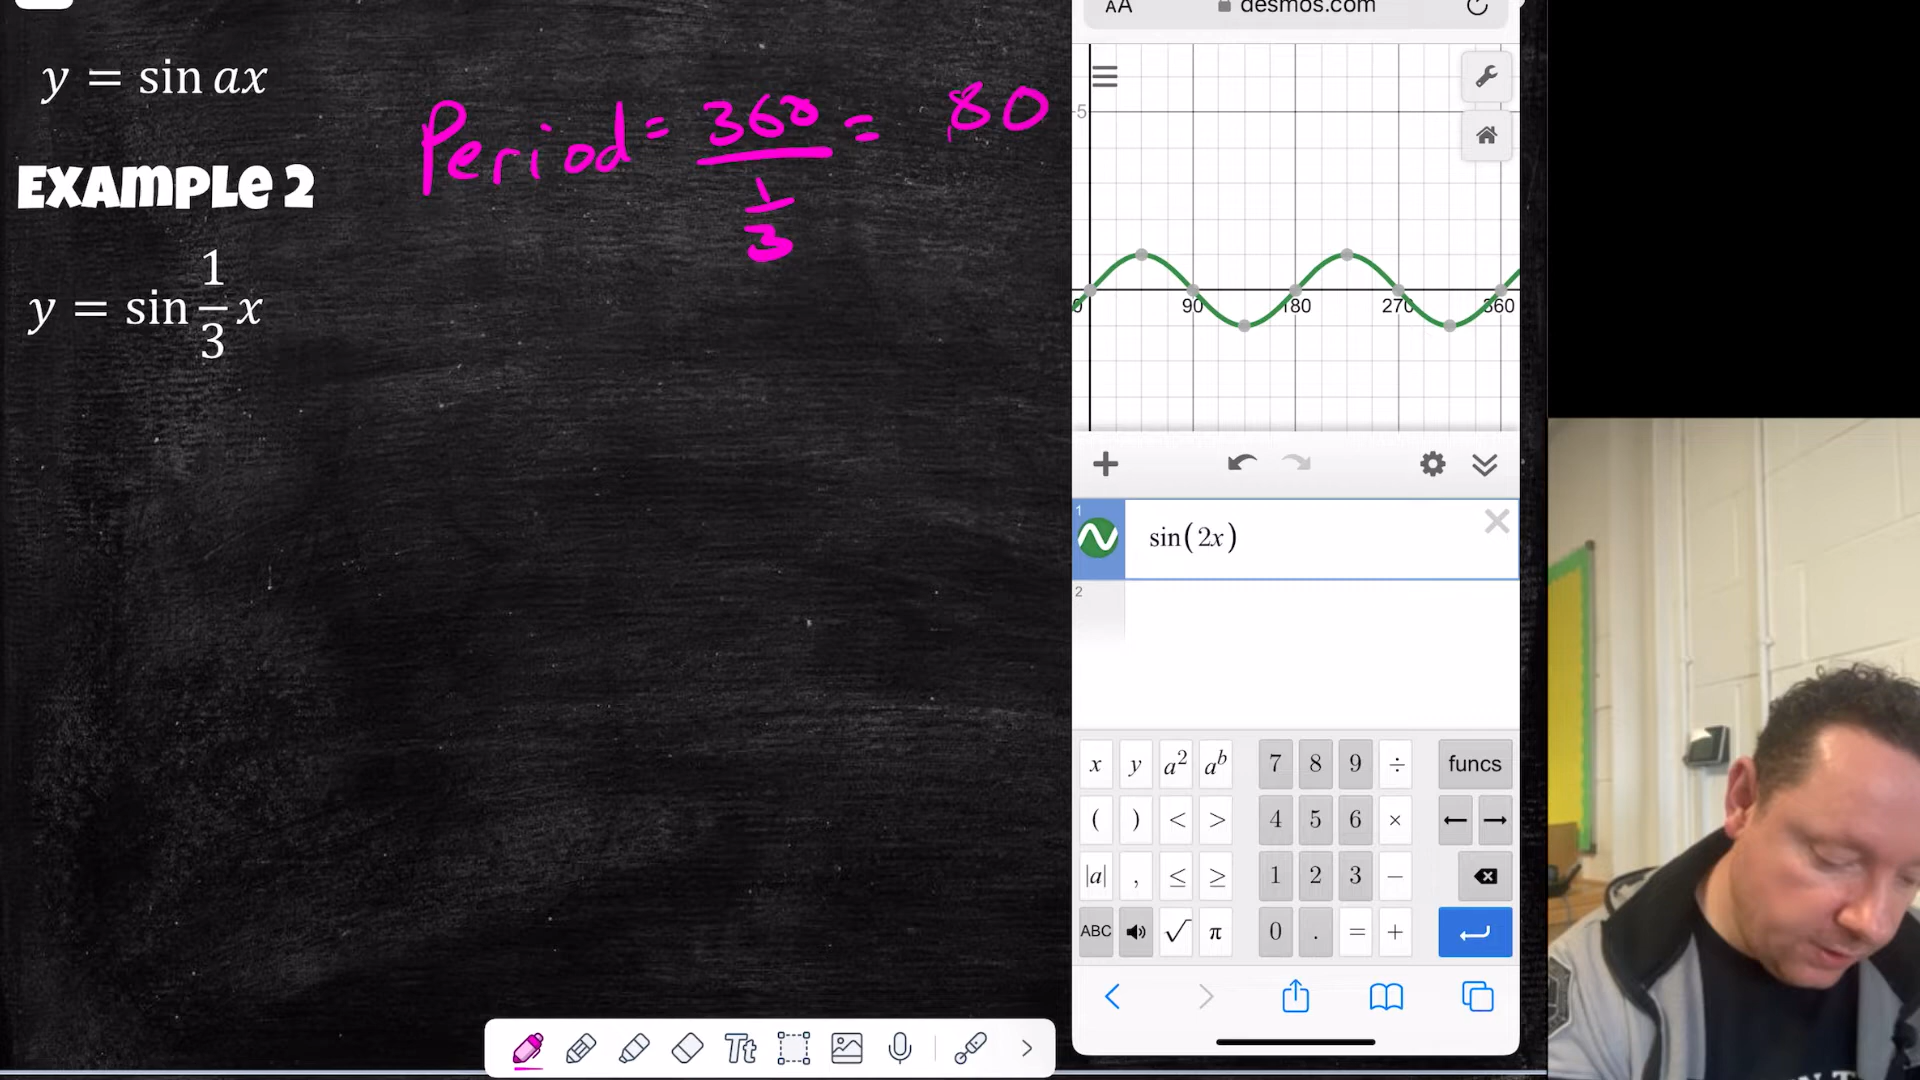 y = sin ax
EXAMPLE 2
y = sin 1/3 x
Period = 360/(1/3) = 80
AA desmos.com
5
0 90 180 270 360
1 sin(2x)
2
x y a² aᵇ 7 8 9 ÷ funcs
( ) < > 4 5 6 × ← →
|a| , ≤ ≥ 1 2 3 −
ABC √ π 0 . = +
Tt